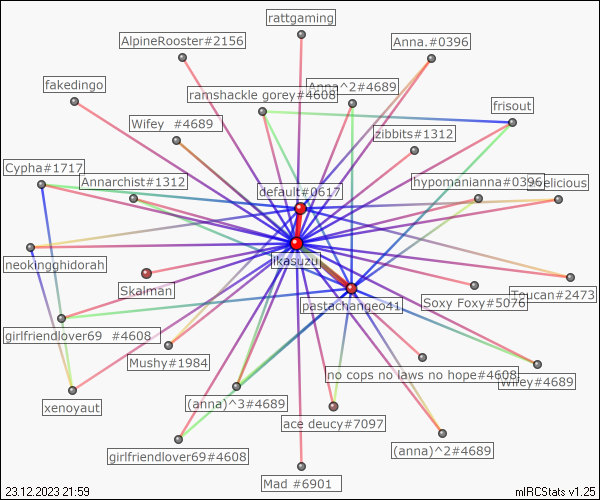 rattgaming
AlpineRooster#2156
Anna.#0396
fakedingo
Anna^2#4689
ramshackle gorey#4608
frisout
Wifey  #4689
zibbits#1312
Cypha#1717
Annarchist#1312
default#0617
hypomanianna#0396
ikasuzu
neokingghidorah
Skalman
Toucan#2473
Soxy Foxy#5076
pastachangeo41
girlfriendlover69  #4608
Mushy#1984
no cops no laws no hope#4608
Wifey#4689
xenoyaut
(anna)^3#4689
ace deucy#7097
(anna)^2#4689
girlfriendlover69#4608
Mad #6901
23.12.2023 21:59
mIRCStats v1.25